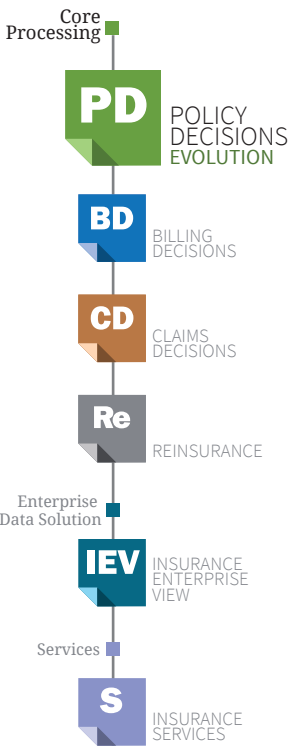 Core
Processing
PD
POLICY
DECISIONS
EVOLUTION
BD
BILLING
DECISIONS
CD
CLAIMS
DECISIONS
Re
REINSURANCE
Enterprise
Data Solution
IEV
INSURANCE
ENTERPRISE
VIEW
Services
S
INSURANCE
SERVICES